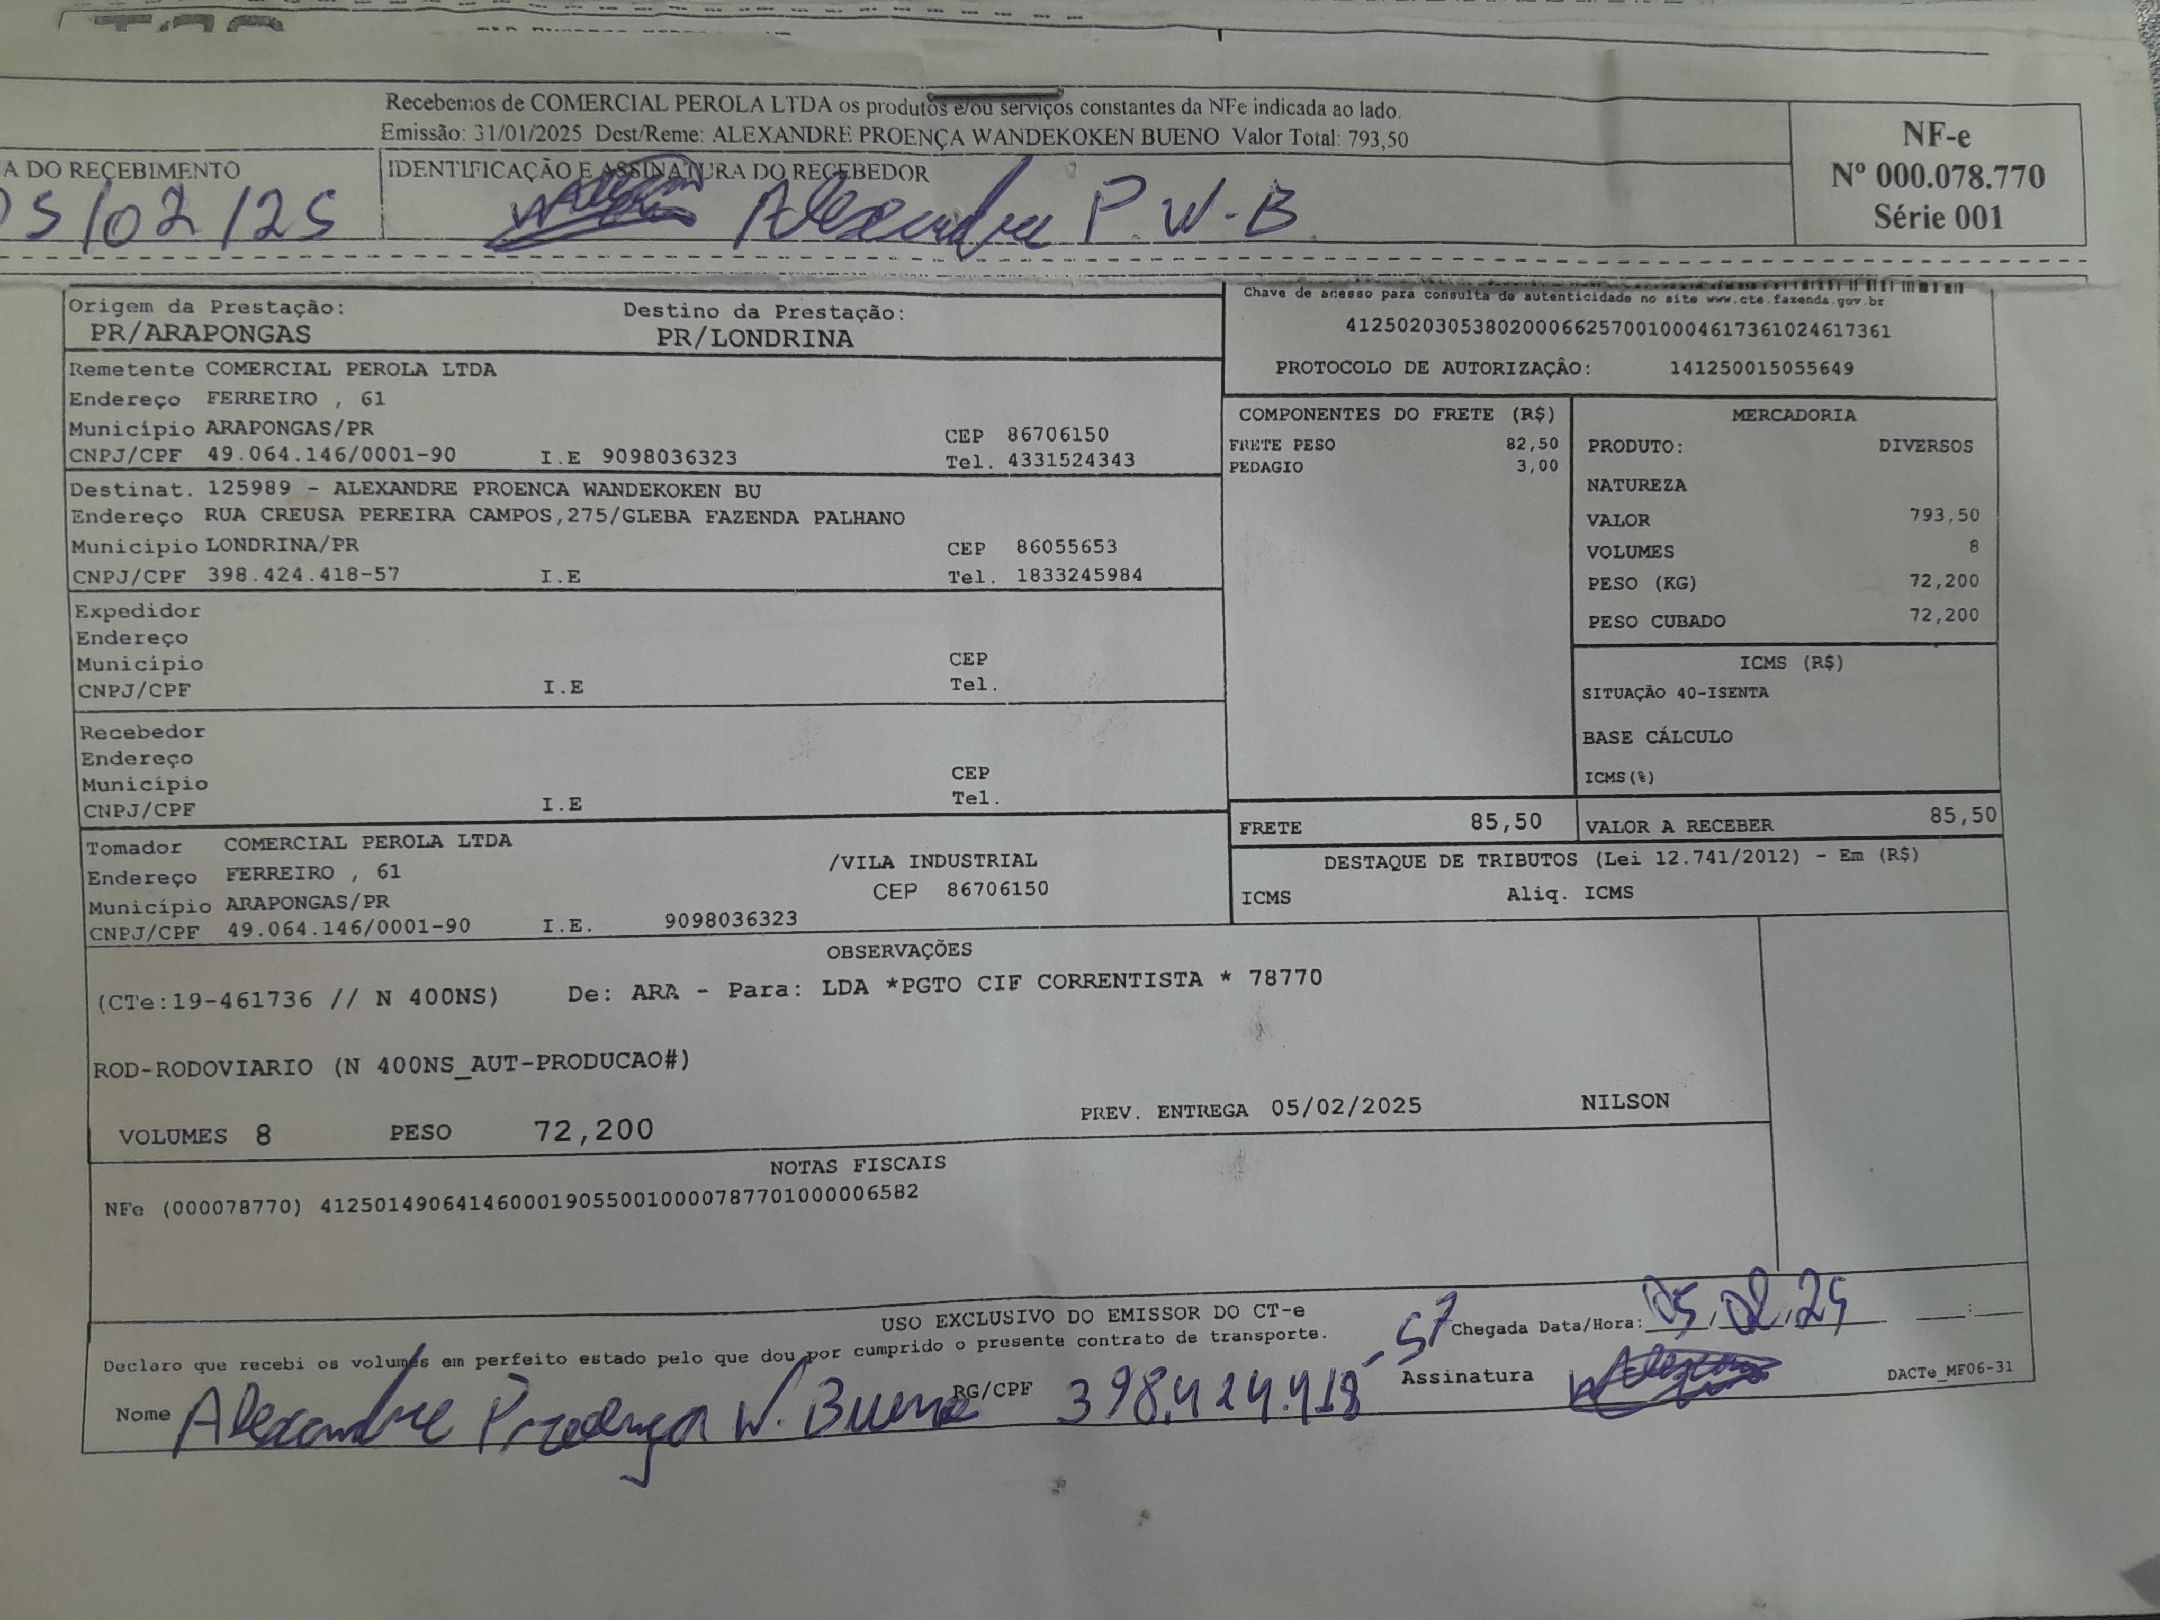 Recebemos de COMERCIAL PEROLA LTDA os produtos e/ou serviços constantes da NFe indicada ao lado.
Emissão: 31/01/2025 Dest/Reme: ALEXANDRE PROENÇA WANDEKOKEN BUENO Valor Total: 793,50
NF-e
Nº 000.078.770
Série 001
A DO RECEBIMENTO
05/02/25
IDENTIFICAÇÃO E ASSINATURA DO RECEBEDOR
Alexandre P. W. B.
Origem da Prestação:
PR/ARAPONGAS
Destino da Prestação:
PR/LONDRINA
Chave de acesso para consulta de autenticidade no site www.cte.fazenda.gov.br
41250203053802000662570010004617361024617361
PROTOCOLO DE AUTORIZAÇÂO: 141250015055649
Remetente COMERCIAL PEROLA LTDA
Endereço FERREIRO , 61
Município ARAPONGAS/PR CEP 86706150
CNPJ/CPF 49.064.146/0001-90 I.E 9098036323 Tel. 4331524343
Destinat. 125989 - ALEXANDRE PROENCA WANDEKOKEN BU
Endereço RUA CREUSA PEREIRA CAMPOS,275/GLEBA FAZENDA PALHANO
Município LONDRINA/PR CEP 86055653
CNPJ/CPF 398.424.418-57 I.E Tel. 1833245984
Expedidor
Endereço
Município CEP
CNPJ/CPF I.E Tel.
Recebedor
Endereço
Município CEP
CNPJ/CPF I.E Tel.
Tomador COMERCIAL PEROLA LTDA
Endereço FERREIRO , 61 /VILA INDUSTRIAL
Município ARAPONGAS/PR CEP 86706150
CNPJ/CPF 49.064.146/0001-90 I.E. 9098036323
COMPONENTES DO FRETE (R$)
FRETE PESO 82,50
PEDAGIO 3,00
MERCADORIA
PRODUTO: DIVERSOS
NATUREZA
VALOR 793,50
VOLUMES 8
PESO (KG) 72,200
PESO CUBADO 72,200
ICMS (R$)
SITUAÇÃO 40-ISENTA
BASE CÁLCULO
ICMS(%)
FRETE 85,50
VALOR A RECEBER 85,50
DESTAQUE DE TRIBUTOS (Lei 12.741/2012) - Em (R$)
ICMS Aliq. ICMS
OBSERVAÇÕES
(CTe:19-461736 // N 400NS) De: ARA - Para: LDA *PGTO CIF CORRENTISTA * 78770
ROD-RODOVIARIO (N 400NS_AUT-PRODUCAO#)
VOLUMES 8 PESO 72,200 PREV. ENTREGA 05/02/2025 NILSON
NOTAS FISCAIS
NFe (000078770) 41250149064146000190550010000787701000006582
USO EXCLUSIVO DO EMISSOR DO CT-e
Declaro que recebi os volumes em perfeito estado pelo que dou por cumprido o presente contrato de transporte.
Chegada Data/Hora: 05.02.25 :
Nome Alexandre Proença W. Bueno RG/CPF 398.424.418-57 Assinatura
DACTe_MF06-31